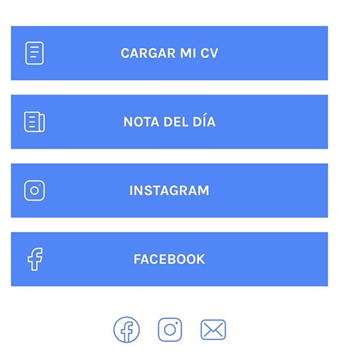 CARGAR MI CV
NOTA DEL DÍA
INSTAGRAM
FACEBOOK